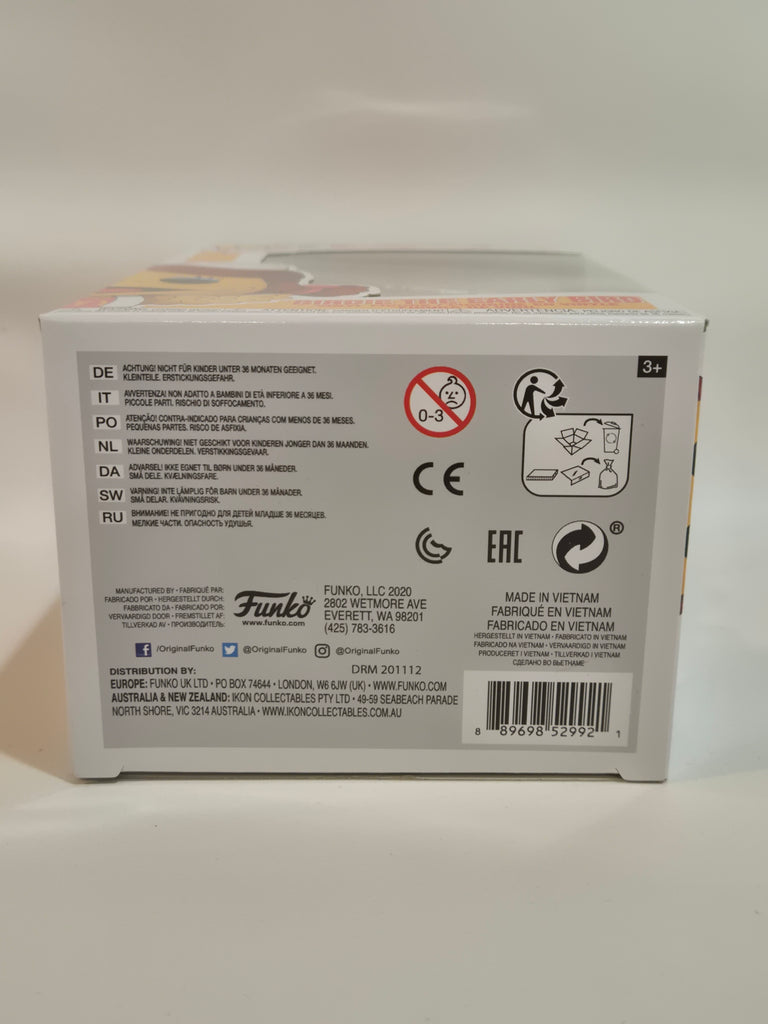 BIRDIE THE EARLY BIRD
3+
DE ACHTUNG! NICHT FÜR KINDER UNTER 36 MONATEN GEEIGNET.
KLEINTEILE. ERSTICKUNGSGEFAHR.
IT AVVERTENZA! NON ADATTO A BAMBINI DI ETÀ INFERIORE A 36 MESI.
PICCOLE PARTI. RISCHIO DI SOFFOCAMENTO.
PO ATENÇÃO! CONTRA-INDICADO PARA CRIANÇAS COM MENOS DE 36 MESES.
PEQUENAS PARTES. RISCO DE ASFIXIA.
NL WAARSCHUWING! NIET GESCHIKT VOOR KINDEREN JONGER DAN 36 MAANDEN.
KLEINE ONDERDELEN. VERSTIKKINGSGEVAAR.
DA ADVARSEL! IKKE EGNET TIL BØRN UNDER 36 MÅNEDER.
SMÅ DELE. KVÆLNINGSFARE.
SW VARNING! INTE LÄMPLIG FÖR BARN UNDER 36 MÅNADER.
SMÅ DELAR. KVÄVNINGSRISK.
RU ВНИМАНИЕ! НЕ ПРИГОДНО ДЛЯ ДЕТЕЙ МЛАДШЕ 36 МЕСЯЦЕВ.
МЕЛКИЕ ЧАСТИ. ОПАСНОСТЬ УДУШЬЯ.
0-3
CE
EAC
®
MANUFACTURED BY • FABRIQUÉ PAR:
FABRICADO POR • HERGESTELLT DURCH:
FABBRICATO DA • FABRICADO POR:
VERVAARDIGD DOOR • FREMSTILLET AF:
TILLVERKAD AV • ПРОИЗВОДИТЕЛЬ:
Funko
www.funko.com
FUNKO, LLC 2020
2802 WETMORE AVE
EVERETT, WA 98201
(425) 783-3616
/OriginalFunko @OriginalFunko @OriginalFunko
DRM 201112
DISTRIBUTION BY:
EUROPE: FUNKO UK LTD • PO BOX 74644 • LONDON, W6 6JW (UK) • WWW.FUNKO.COM
AUSTRALIA & NEW ZEALAND: IKON COLLECTABLES PTY LTD • 49-59 SEABEACH PARADE
NORTH SHORE, VIC 3214 AUSTRALIA • WWW.IKONCOLLECTABLES.COM.AU
MADE IN VIETNAM
FABRIQUÉ EN VIETNAM
FABRICADO EN VIETNAM
HERGESTELLT IN VIETNAM • FABBRICATO IN VIETNAM
FABRICADO NA VIETNAM • VERVAARDIGD IN VIETNAM
PRODUCERET I VIETNAM • TILLVERKAD I VIETNAM
СДЕЛАНО ВО ВЬЕТНАМЕ
8 89698 52992 1